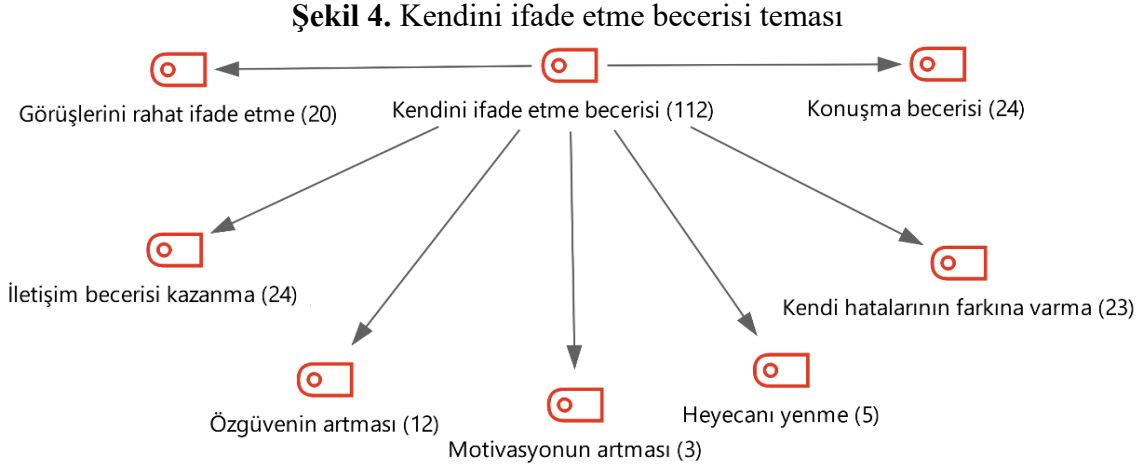 Şekil 4. Kendini ifade etme becerisi teması
Görüşlerini rahat ifade etme (20)
Kendini ifade etme becerisi (112)
Konuşma becerisi (24)
İletişim becerisi kazanma (24)
Kendi hatalarının farkına varma (23)
Özgüvenin artması (12)
Motivasyonun artması (3)
Heyecanı yenme (5)